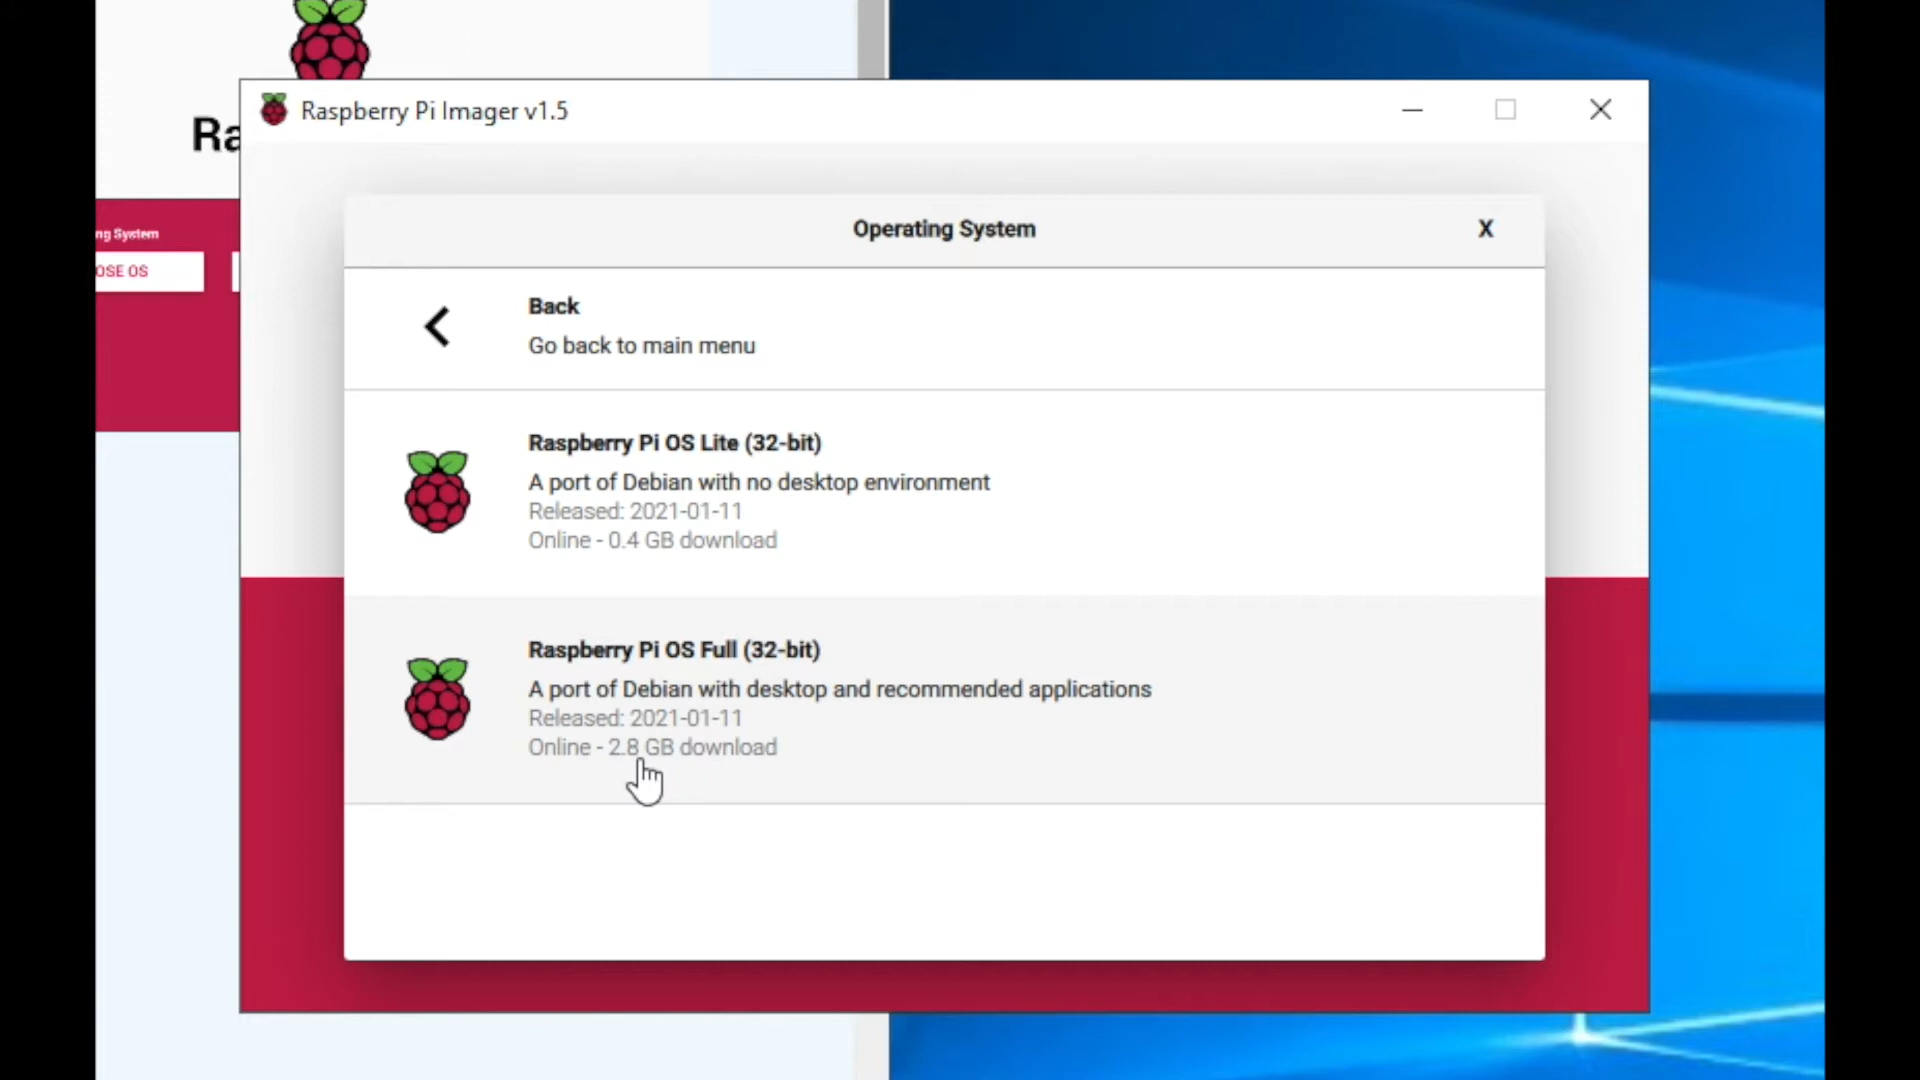 Raspberry Pi Imager v1.5
Ra
ng System
OSE OS
Operating System
X
Back
Go back to main menu
Raspberry Pi OS Lite (32-bit)
A port of Debian with no desktop environment
Released: 2021-01-11
Online - 0.4 GB download
Raspberry Pi OS Full (32-bit)
A port of Debian with desktop and recommended applications
Released: 2021-01-11
Online - 2.8 GB download